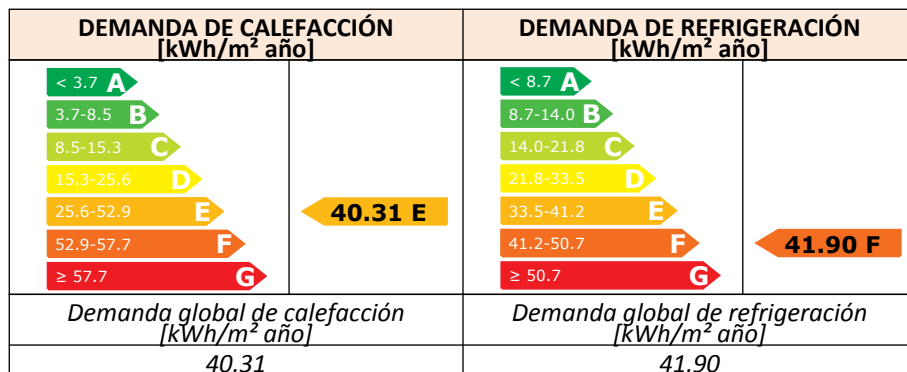 DEMANDA DE CALEFACCIÓN
[kWh/m² año]
DEMANDA DE REFRIGERACIÓN
[kWh/m² año]
< 3.7 A
3.7-8.5 B
8.5-15.3 C
15.3-25.6 D
25.6-52.9 E
52.9-57.7 F
≥ 57.7 G
40.31 E
< 8.7 A
8.7-14.0 B
14.0-21.8 C
21.8-33.5 D
33.5-41.2 E
41.2-50.7 F
≥ 50.7 G
41.90 F
Demanda global de calefacción
[kWh/m² año]
Demanda global de refrigeración
[kWh/m² año]
40.31
41.90